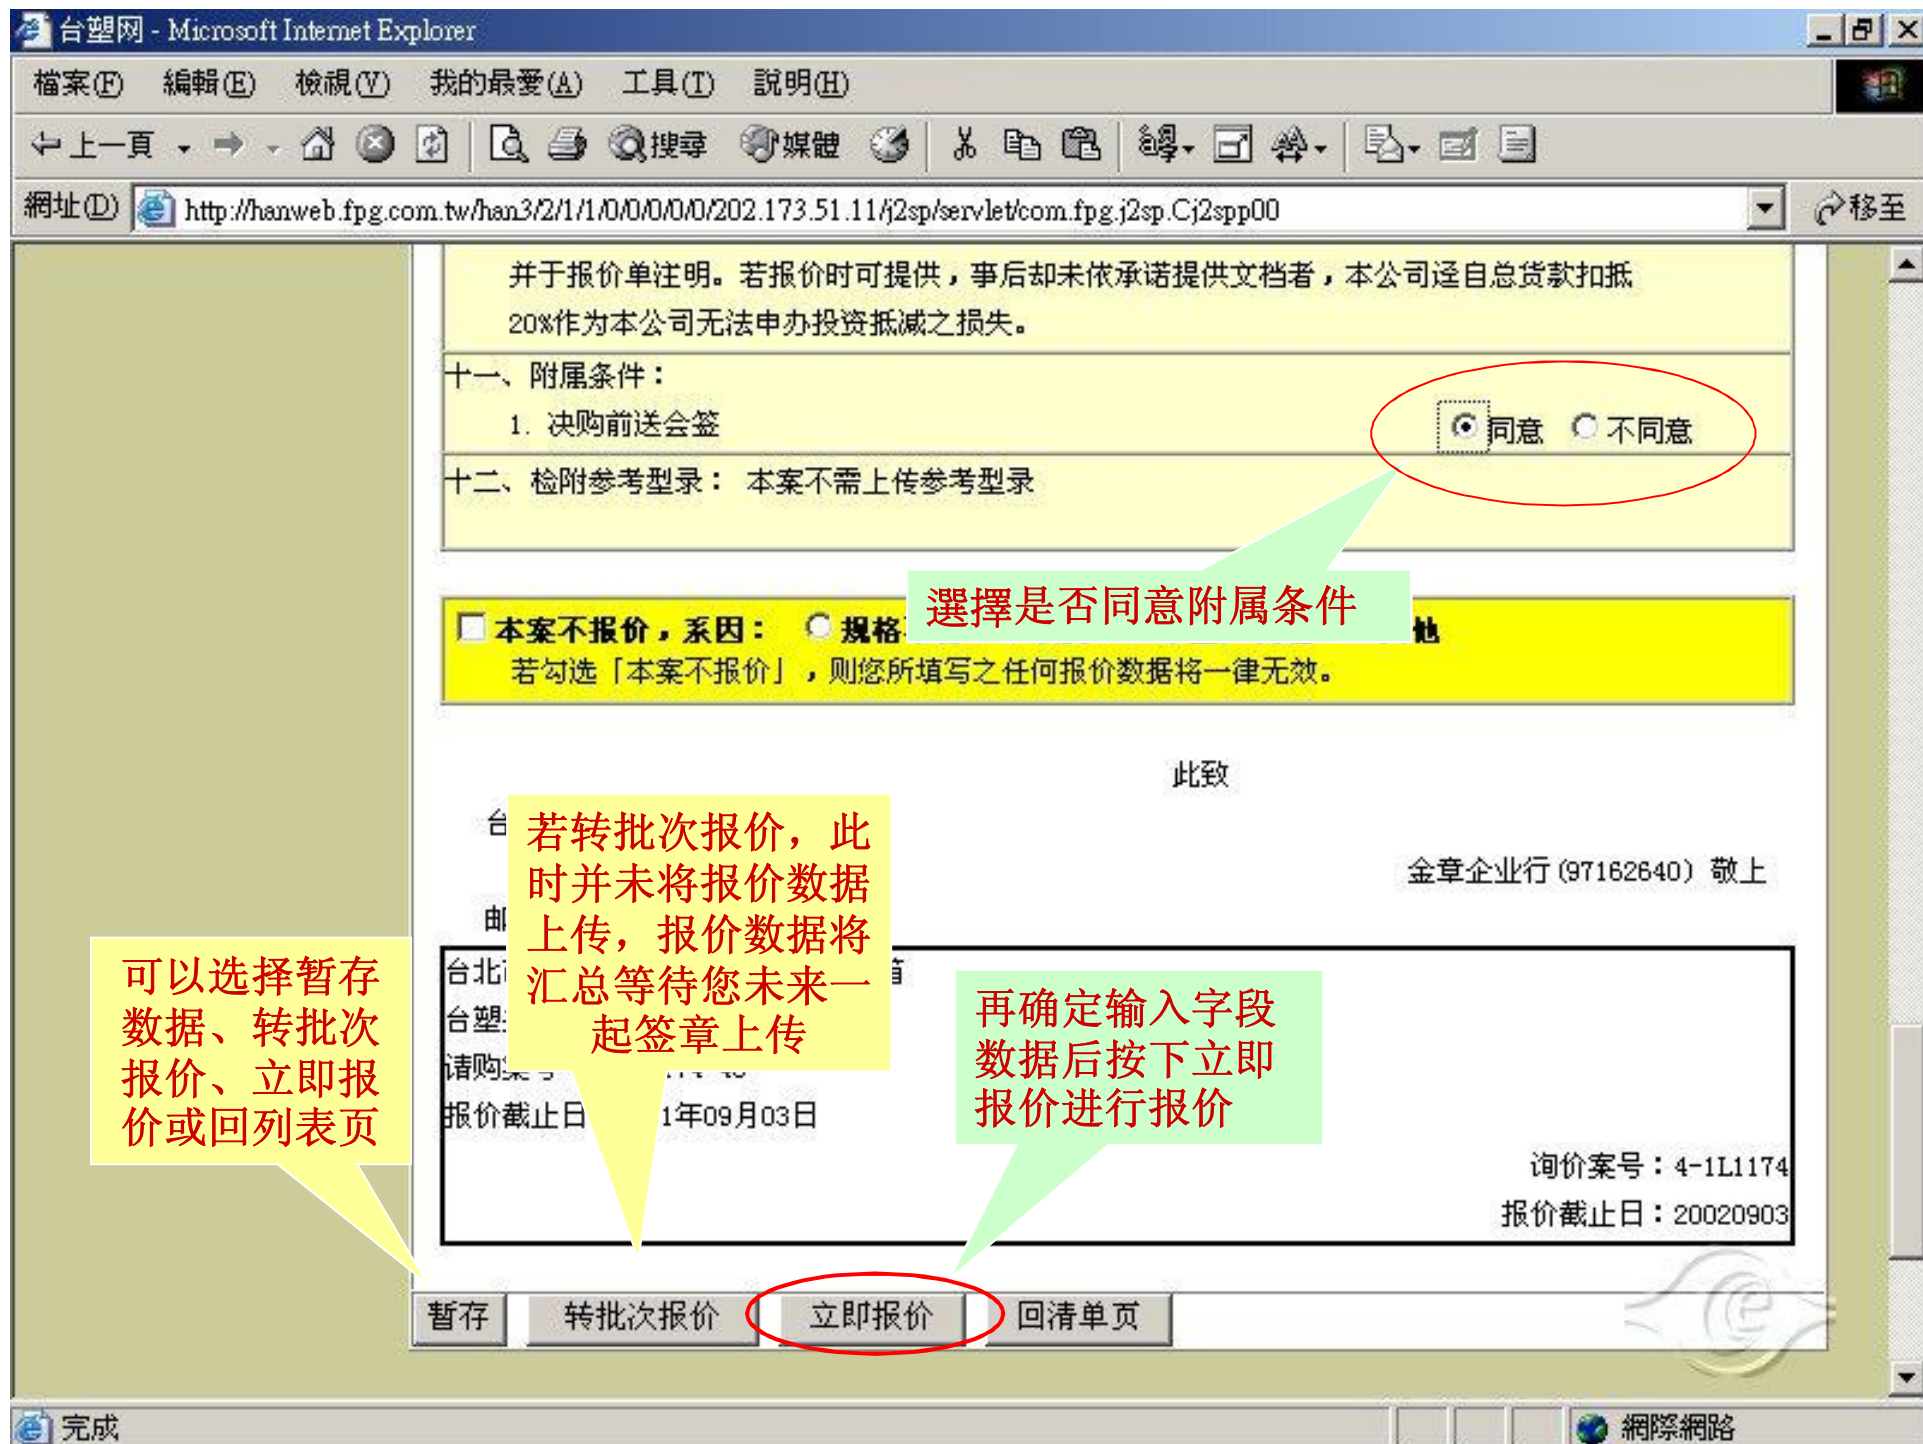 台塑网 - Microsoft Internet Explorer
檔案(F) 編輯(E) 檢視(V) 我的最愛(A) 工具(T) 說明(H)
上一頁 搜尋 媒體
網址(D) http://hanweb.fpg.com.tw/han3/2/1/1/0/0/0/0/0/202.173.51.11/j2sp/servlet/com.fpg.j2sp.Cj2spp00 移至
并于报价单注明。若报价时可提供，事后却未依承诺提供文档者，本公司迳自总货款扣抵
20%作为本公司无法申办投资抵减之损失。
十一、附属条件：
1. 决购前送会签 同意 不同意
十二、检附参考型录： 本案不需上传参考型录
選擇是否同意附属条件
本案不报价，系因： 规格 他
若勾选「本案不报价」，则您所填写之任何报价数据将一律无效。
此致
台
金章企业行(97162640) 敬上
邮
若转批次报价，此
时并未将报价数据
上传，报价数据将
汇总等待您未来一
起签章上传
可以选择暂存
数据、转批次
报价、立即报
价或回列表页
再确定输入字段
数据后按下立即
报价进行报价
台北
台塑
请购
报价截止日 1年09月03日
询价案号：4-1L1174
报价截止日：20020903
暂存 转批次报价 立即报价 回清单页
完成 網際網路